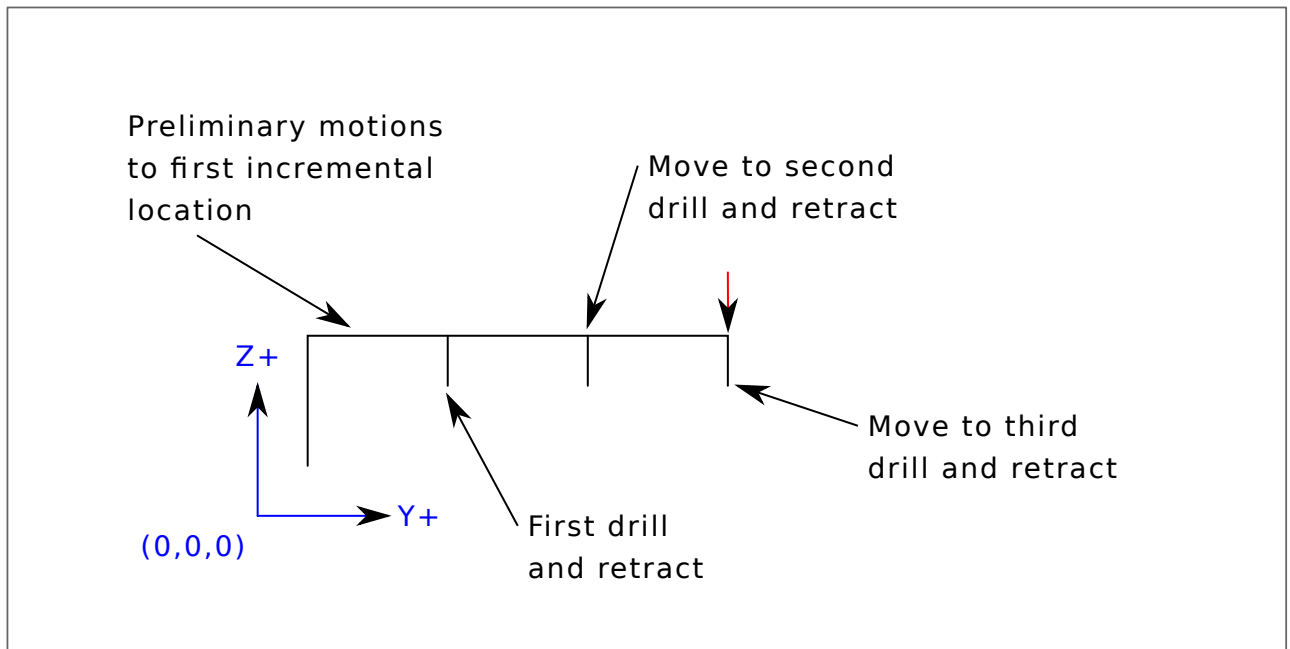 Preliminary motions
to first incremental
location
Move to second
drill and retract
Z+
Move to third
drill and retract
Y+
First drill
and retract
(0,0,0)